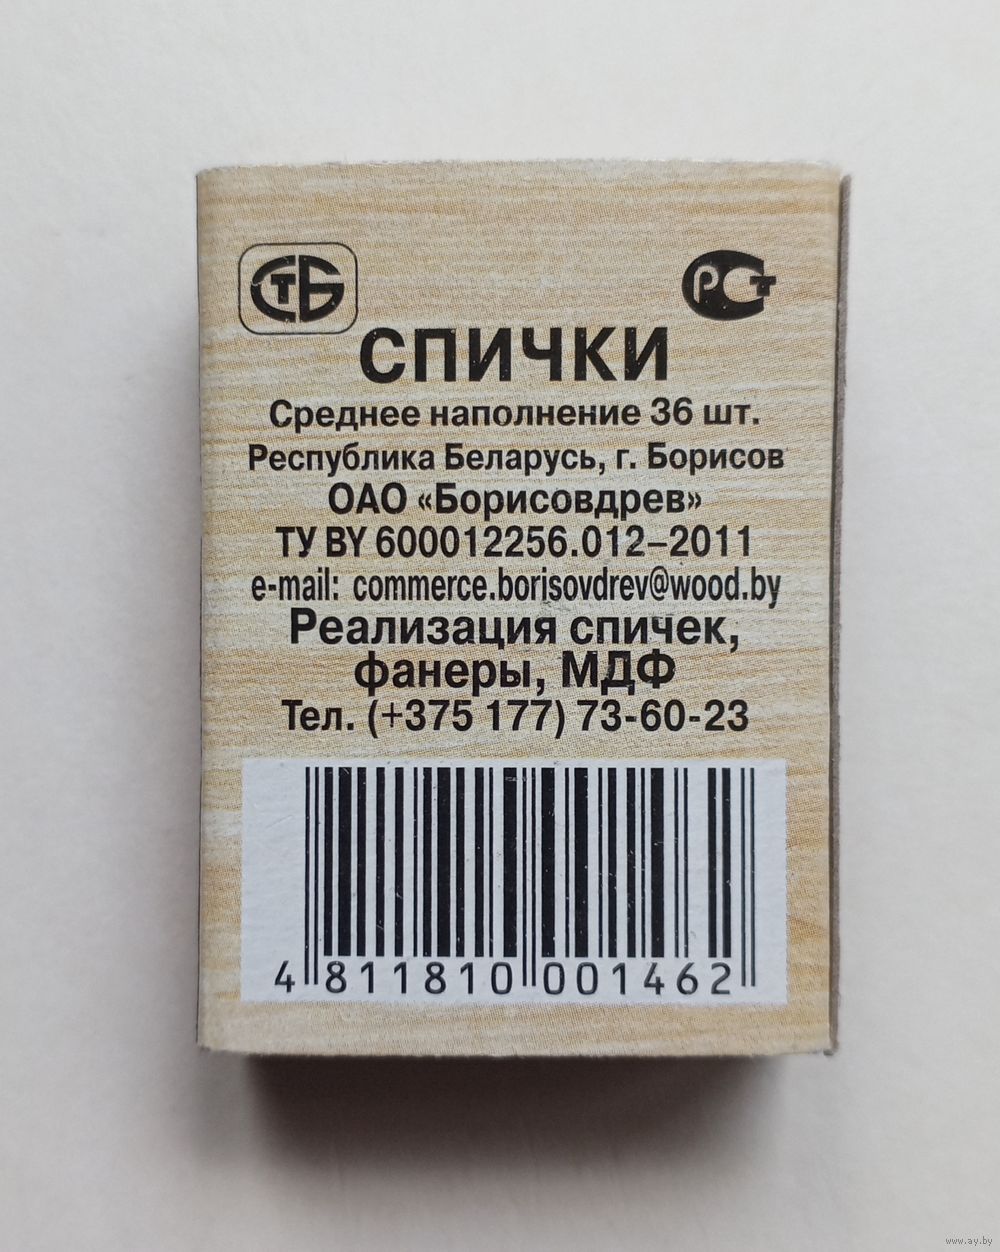 СТБ
РСТ
СПИЧКИ
Среднее наполнение 36 шт.
Республика Беларусь, г. Борисов
ОАО «Борисовдрев»
ТУ BY 600012256.012–2011
e-mail: commerce.borisovdrev@wood.by
Реализация спичек,
фанеры, МДФ
Тел. (+375 177) 73-60-23
4 811810 001462
www.ay.by